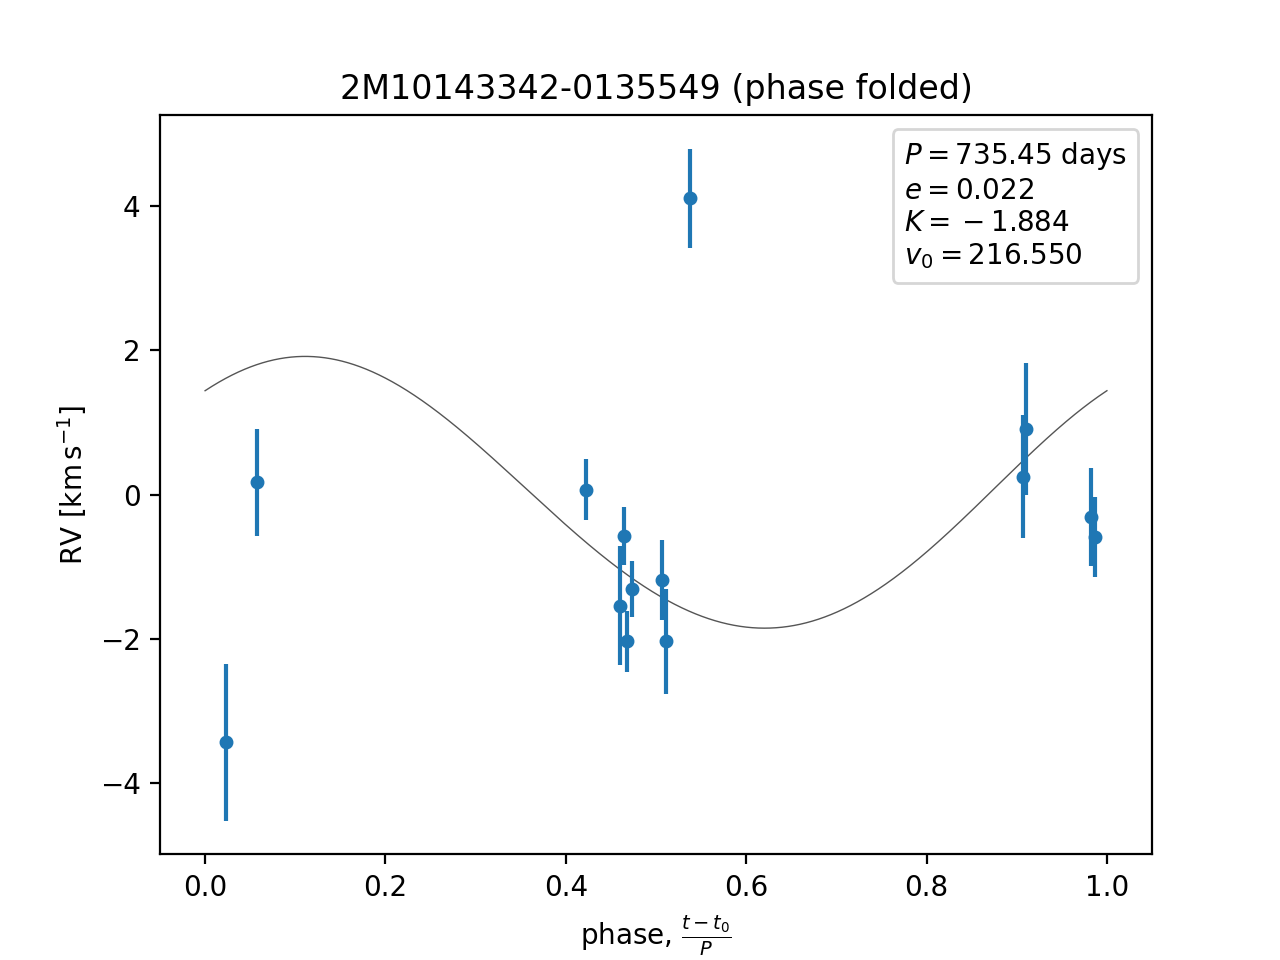 2M10143342-0135549 (phase folded)
P = 735.45 days
e = 0.022
K = −1.884
v₀ = 216.550
RV [km s⁻¹]
4
2
0
−2
−4
0.0 0.2 0.4 0.6 0.8 1.0
phase, (t − t₀)/P